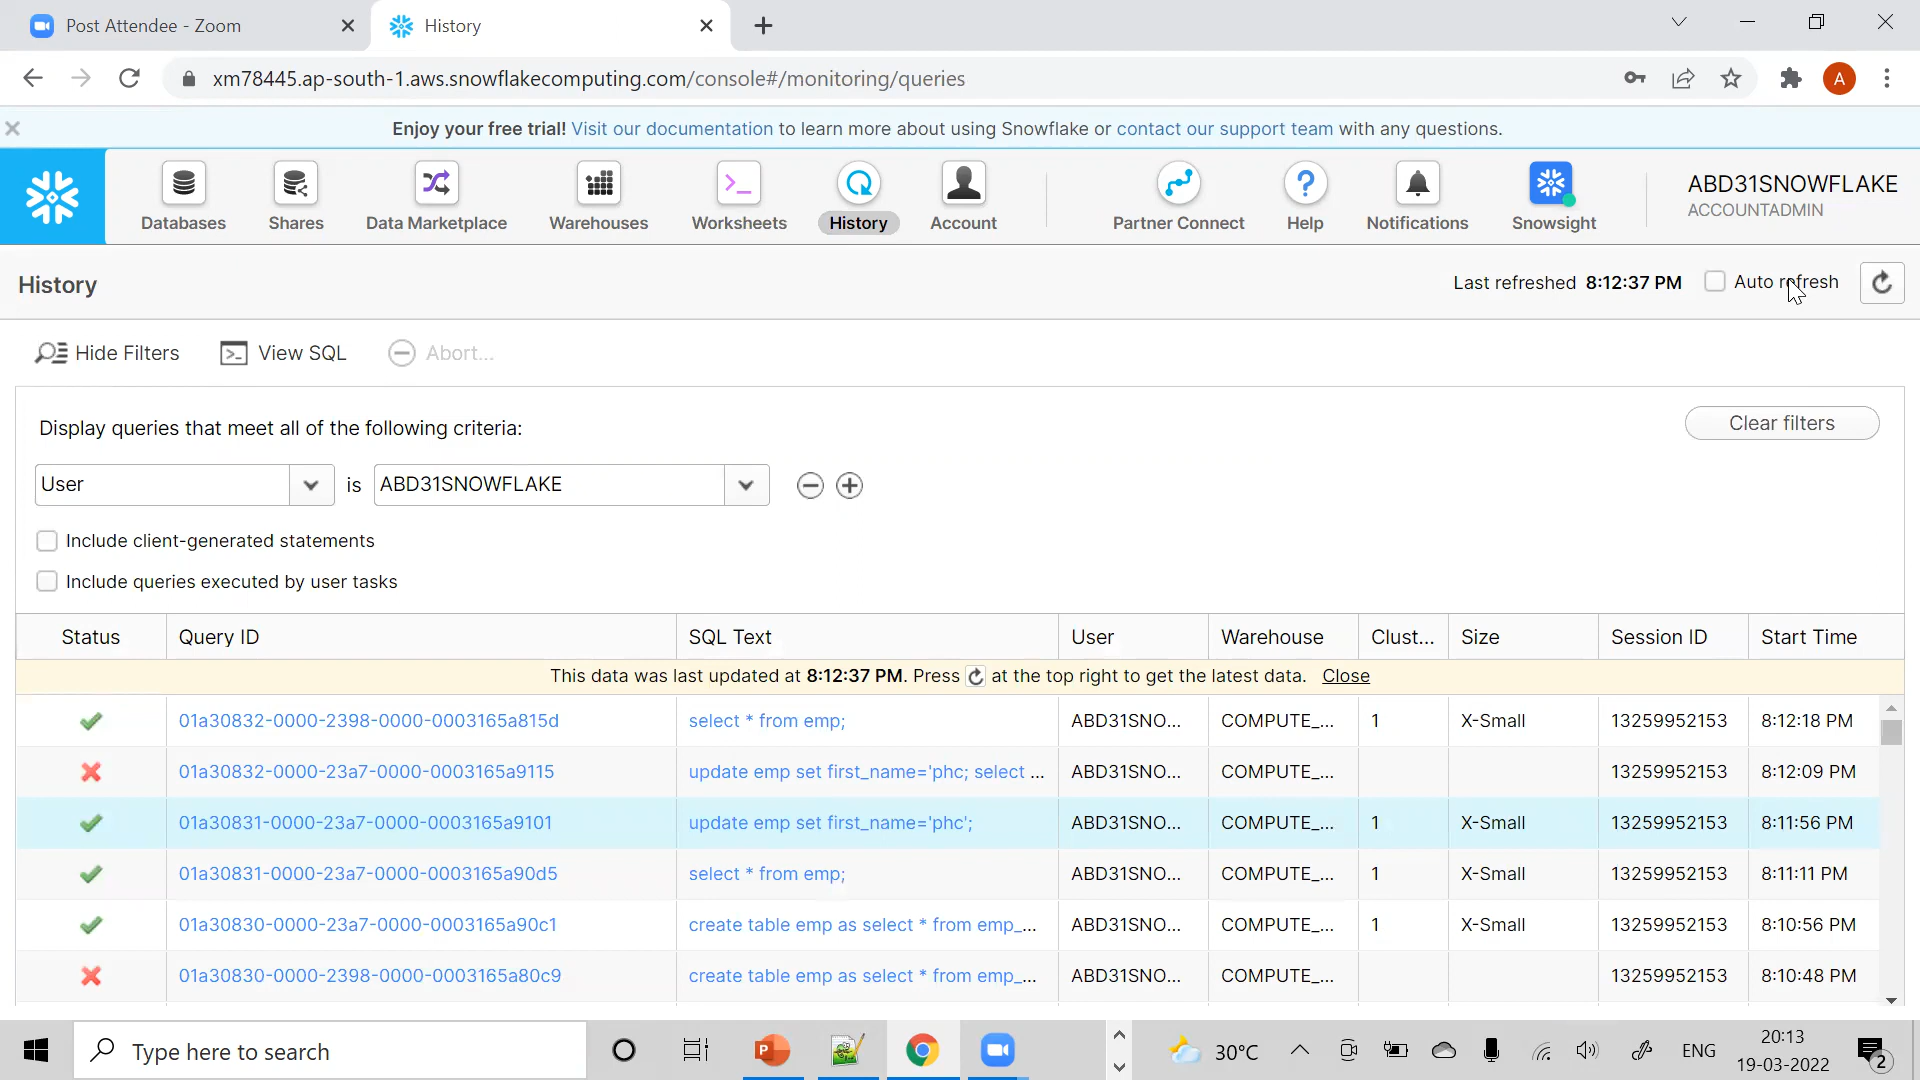 Post Attendee - Zoom
History
xm78445.ap-south-1.aws.snowflakecomputing.com/console#/monitoring/queries
A
Enjoy your free trial! Visit our documentation to learn more about using Snowflake or contact our support team with any questions.
Databases
Shares
Data Marketplace
Warehouses
Worksheets
History
Account
Partner Connect
Help
Notifications
Snowsight
ABD31SNOWFLAKE
ACCOUNTADMIN
History
Last refreshed 8:12:37 PM
Auto refresh
Hide Filters
View SQL
Abort...
Display queries that meet all of the following criteria:
Clear filters
User is ABD31SNOWFLAKE
Include client-generated statements
Include queries executed by user tasks
Status Query ID SQL Text User Warehouse Clust... Size Session ID Start Time
This data was last updated at 8:12:37 PM. Press at the top right to get the latest data. Close
01a30832-0000-2398-0000-0003165a815d select * from emp; ABD31SNO... COMPUTE_... 1 X-Small 13259952153 8:12:18 PM
01a30832-0000-23a7-0000-0003165a9115 update emp set first_name='phc; select ... ABD31SNO... COMPUTE_... 13259952153 8:12:09 PM
01a30831-0000-23a7-0000-0003165a9101 update emp set first_name='phc'; ABD31SNO... COMPUTE_... 1 X-Small 13259952153 8:11:56 PM
01a30831-0000-23a7-0000-0003165a90d5 select * from emp; ABD31SNO... COMPUTE_... 1 X-Small 13259952153 8:11:11 PM
01a30830-0000-23a7-0000-0003165a90c1 create table emp as select * from emp_... ABD31SNO... COMPUTE_... 1 X-Small 13259952153 8:10:56 PM
01a30830-0000-2398-0000-0003165a80c9 create table emp as select * from emp_... ABD31SNO... COMPUTE_... 13259952153 8:10:48 PM
Type here to search
30°C
ENG
20:13
19-03-2022
2